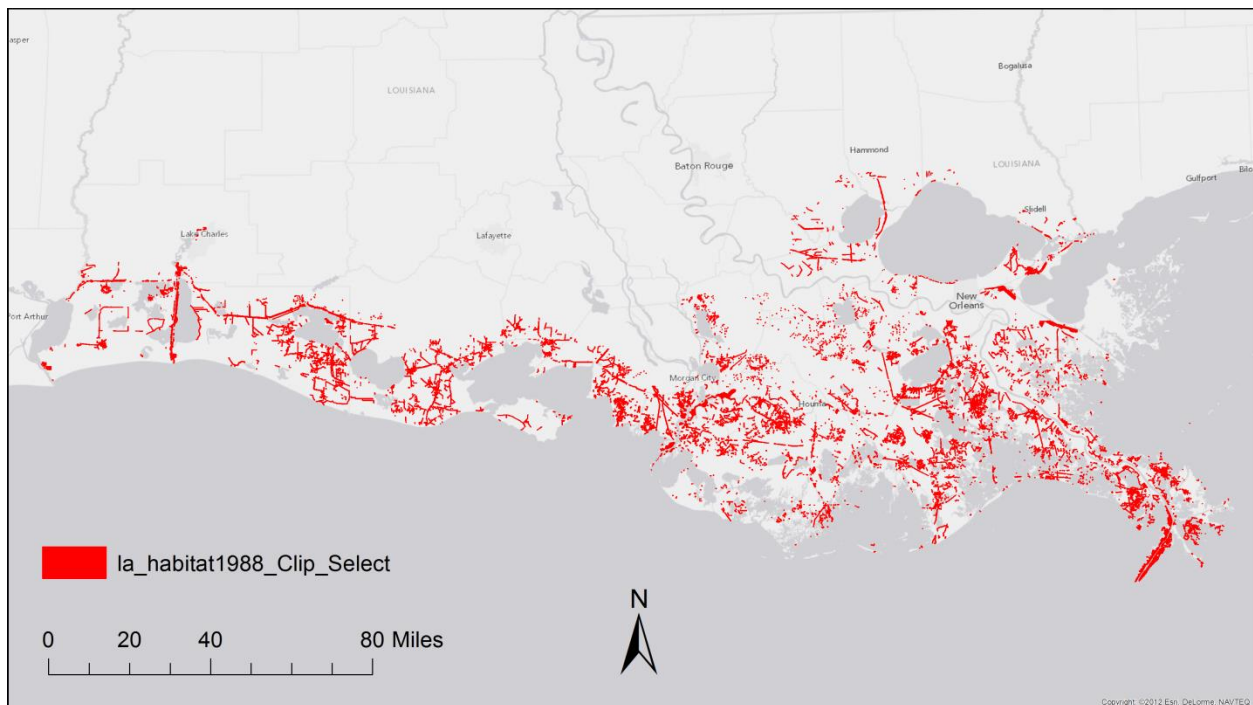 asper
LOUISIANA
Bogalusa
Hammond
Baton Rouge
LOUISIANA
Gulfport
Bilo
Slidell
Lake Charles
Lafayette
New
Orleans
Port Arthur
Morgan City
Houma
la_habitat1988_Clip_Select
N
0 20 40 80 Miles
Copyright: ©2012 Esri, DeLorme, NAVTEQ